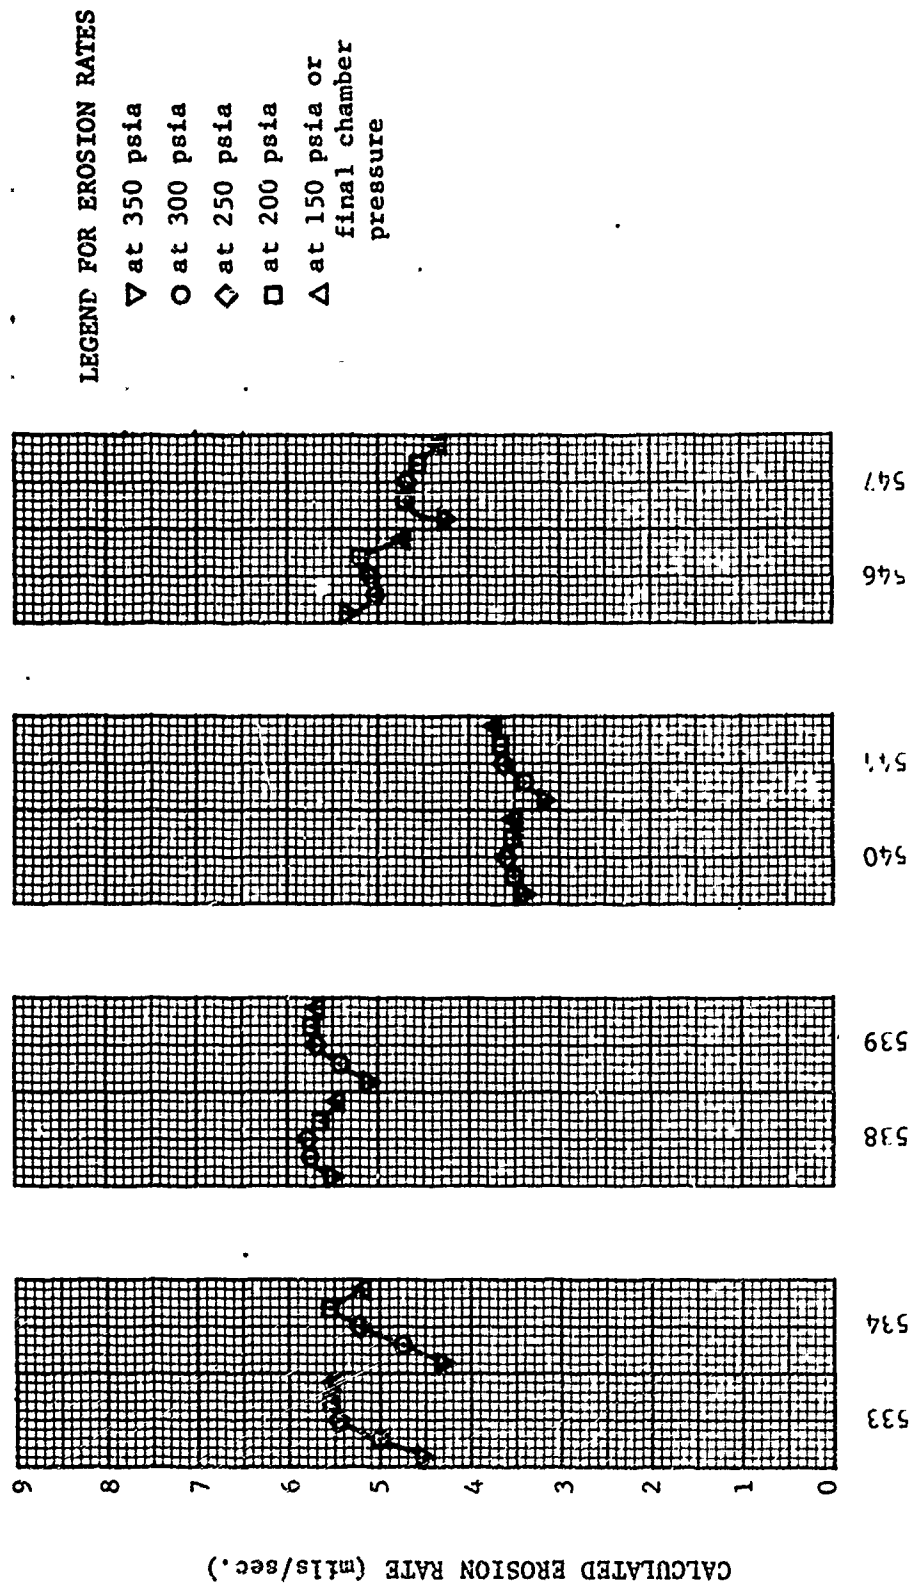 LEGEND FOR EROSION RATES
▽ at 350 psia
○ at 300 psia
◇ at 250 psia
□ at 200 psia
△ at 150 psia or
final chamber
pressure
CALCULATED EROSION RATE (mils/sec.)
9
8
7
6
5
4
3
2
1
0
533
534
538
539
540
541
546
547